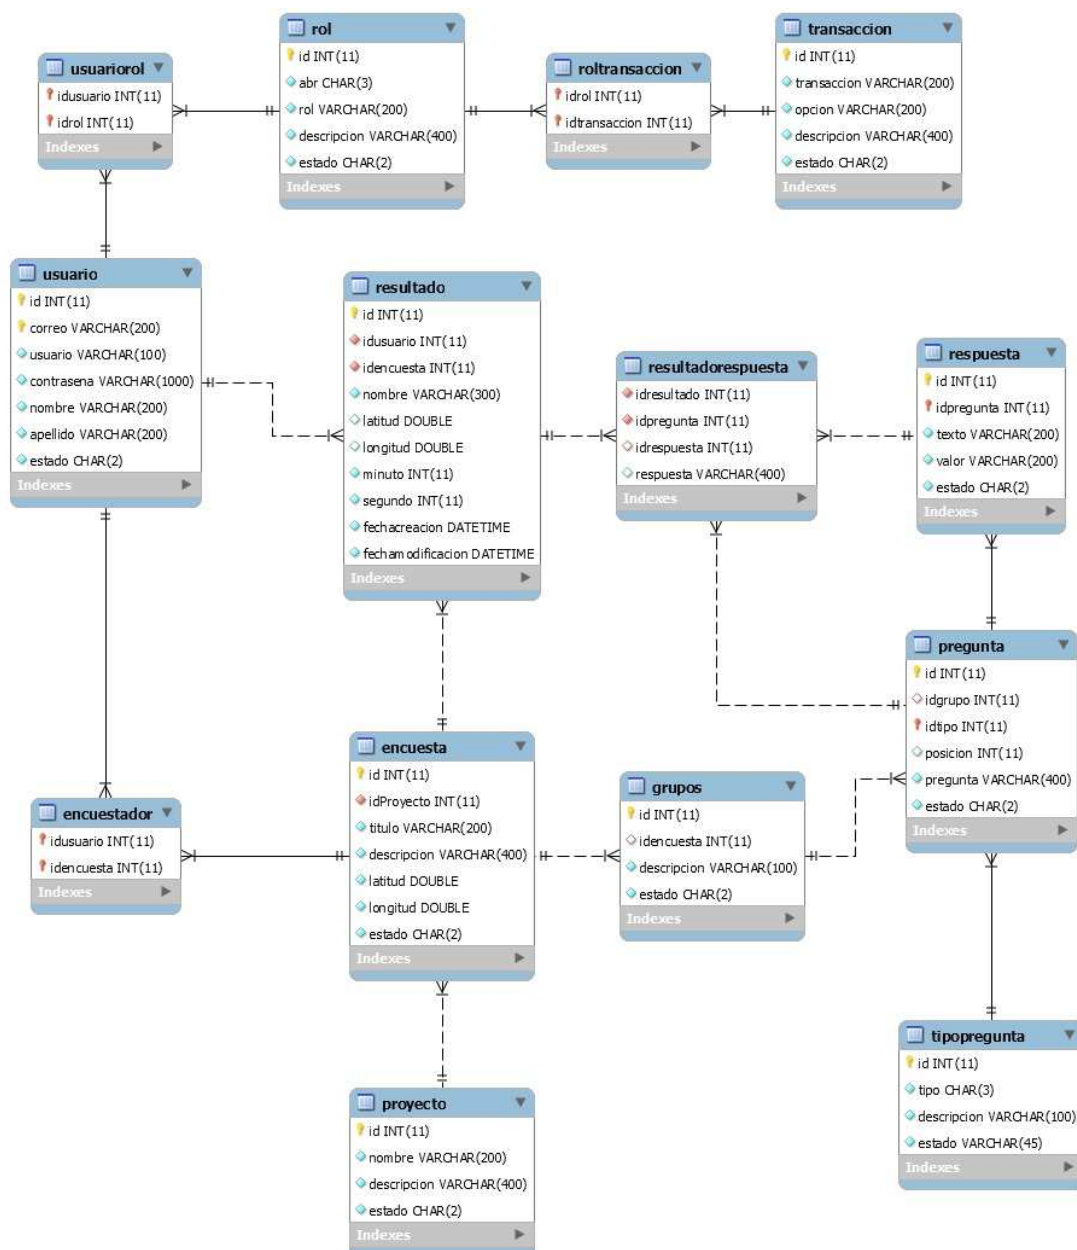 rol
id INT(11)
abr CHAR(3)
rol VARCHAR(200)
descripcion VARCHAR(400)
estado CHAR(2)
Indexes
transaccion
id INT(11)
transaccion VARCHAR(200)
opcion VARCHAR(200)
descripcion VARCHAR(400)
estado CHAR(2)
Indexes
usuariorol
idusuario INT(11)
idrol INT(11)
Indexes
roltransaccion
idrol INT(11)
idtransaccion INT(11)
Indexes
usuario
id INT(11)
correo VARCHAR(200)
usuario VARCHAR(100)
contrasena VARCHAR(1000)
nombre VARCHAR(200)
apellido VARCHAR(200)
estado CHAR(2)
Indexes
resultado
id INT(11)
idusuario INT(11)
idencuesta INT(11)
nombre VARCHAR(300)
latitud DOUBLE
longitud DOUBLE
minuto INT(11)
segundo INT(11)
fechacreacion DATETIME
fechamodificacion DATETIME
Indexes
resultadorespuesta
idresultado INT(11)
idpregunta INT(11)
idrespuesta INT(11)
respuesta VARCHAR(400)
Indexes
respuesta
id INT(11)
idpregunta INT(11)
texto VARCHAR(200)
valor VARCHAR(200)
estado CHAR(2)
Indexes
pregunta
id INT(11)
idgrupo INT(11)
idtipo INT(11)
posicion INT(11)
pregunta VARCHAR(400)
estado CHAR(2)
Indexes
encuesta
id INT(11)
idProyecto INT(11)
titulo VARCHAR(200)
descripcion VARCHAR(400)
latitud DOUBLE
longitud DOUBLE
estado CHAR(2)
Indexes
grupos
id INT(11)
idencuesta INT(11)
descripcion VARCHAR(100)
estado CHAR(2)
Indexes
encuestador
idusuario INT(11)
idencuesta INT(11)
Indexes
tipopregunta
id INT(11)
tipo CHAR(3)
descripcion VARCHAR(100)
estado VARCHAR(45)
Indexes
proyecto
id INT(11)
nombre VARCHAR(200)
descripcion VARCHAR(400)
estado CHAR(2)
Indexes